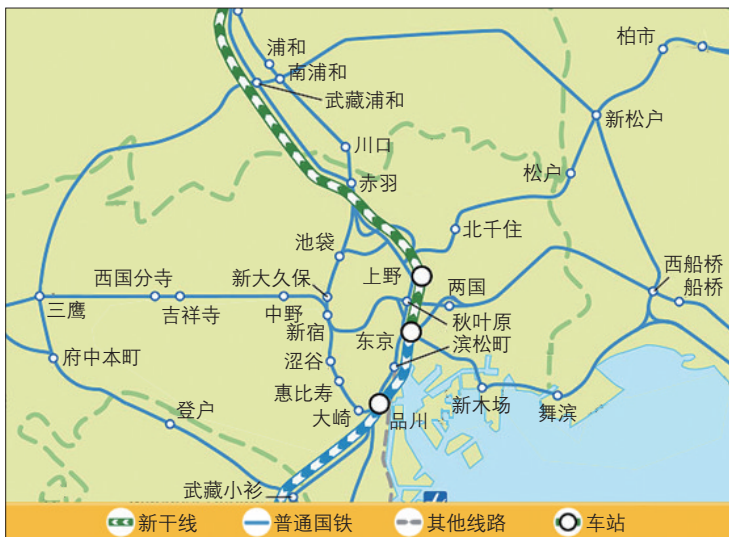 浦和
柏市
南浦和
武藏浦和
新松户
川口
松户
赤羽
北千住
池袋
上野
两国
西船桥
船桥
西国分寺
新大久保
三鹰
吉祥寺
中野
秋叶原
新宿
东京
滨松町
府中本町
涩谷
惠比寿
新木场
舞滨
登户
大崎
品川
武藏小衫
新干线
普通国铁
其他线路
车站